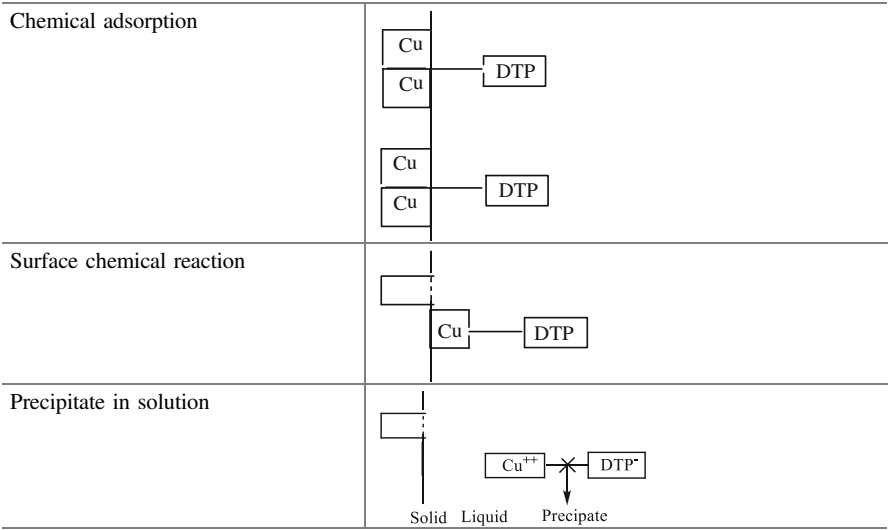 Chemical adsorption
Cu
DTP
Cu
Cu
DTP
Cu
Surface chemical reaction
Cu
DTP
Precipitate in solution
Cu++
DTP-
Solid Liquid Precipate